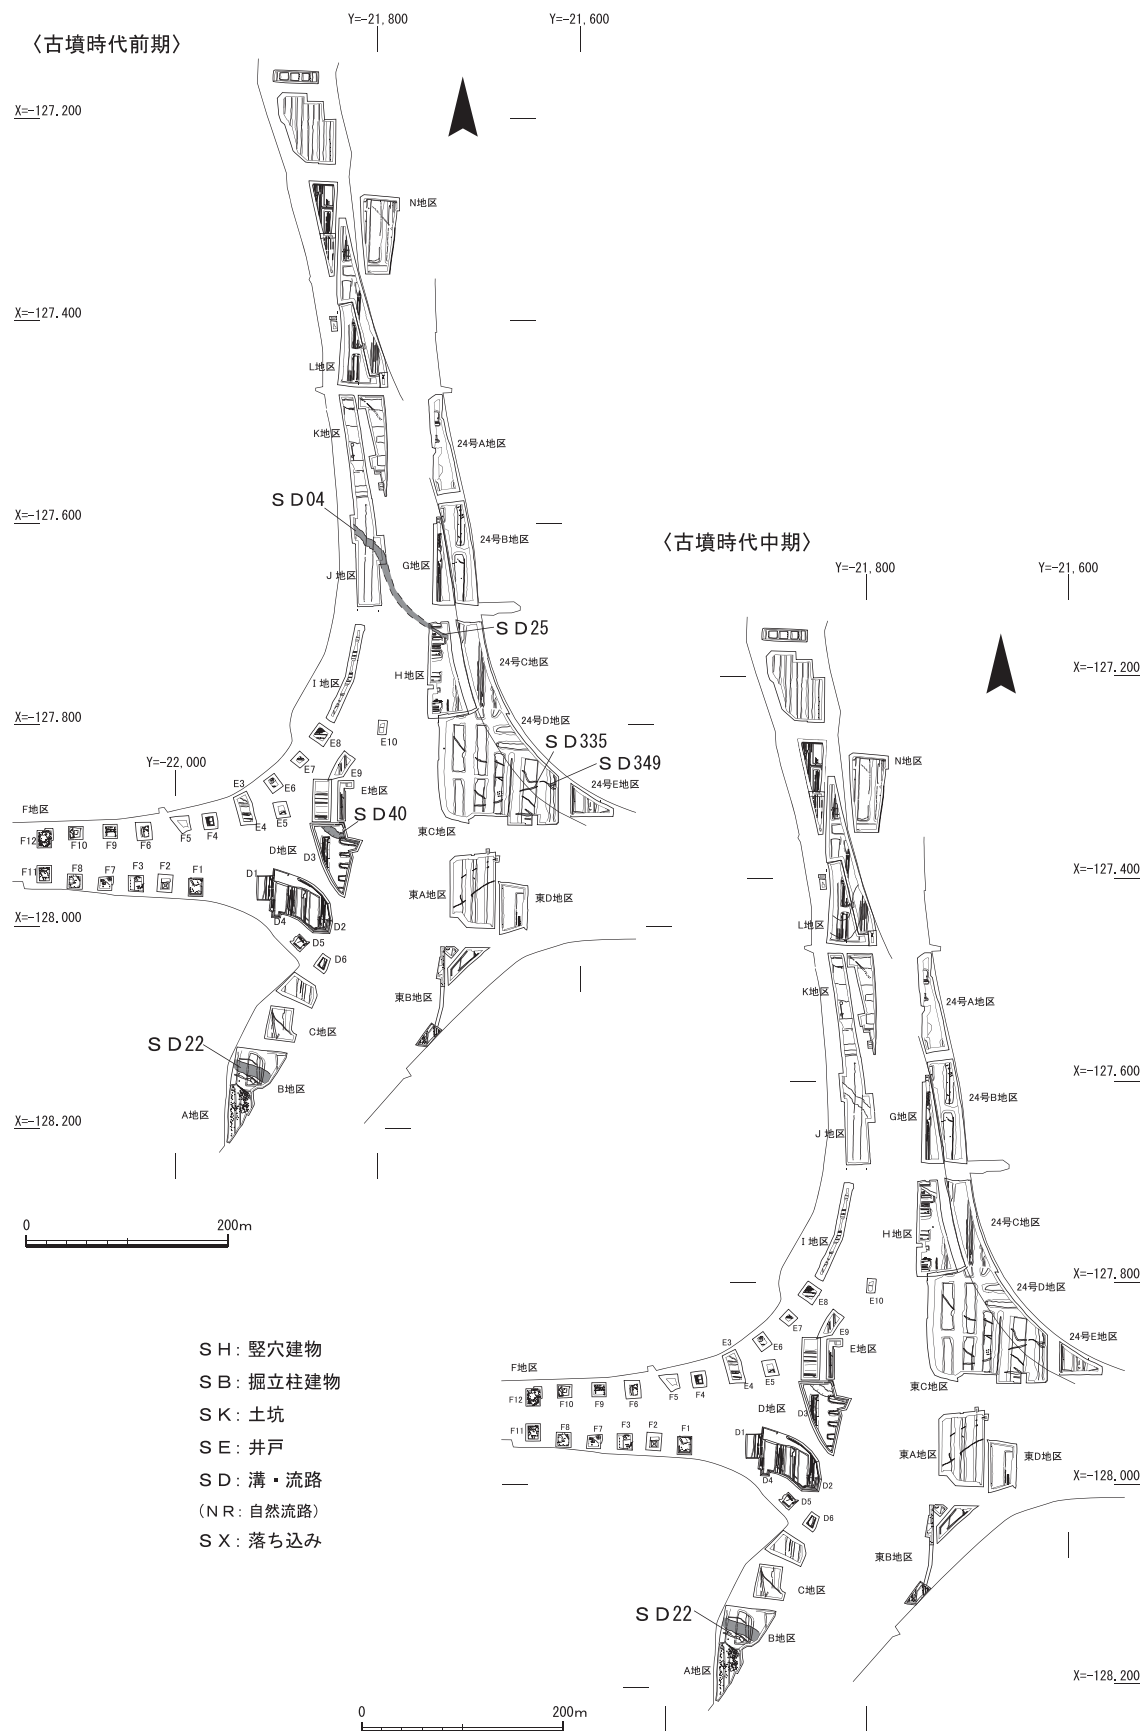 Y=-21,800
Y=-21,600
〈古墳時代前期〉
X=-127.200
N地区
X=-127.400
L地区
K地区
24号A地区
SD04
X=-127.600
24号B地区
G地区
J地区
SD25
24号C地区
H地区
I地区
24号D地区
X=-127.800
E8
E10
SD335
Y=-22,000
E7
E9
SD349
E3
E6
E地区
24号E地区
F地区
E4
E5
SD40
東C地区
F12
F10
F9
F6
F5
F4
D地区
D3
F11
F8
F7
F3
F2
F1
D1
東A地区
東D地区
X=-128.000
D4
D2
D5
D6
東B地区
C地区
SD22
B地区
A地区
X=-128.200
0
200m
〈古墳時代中期〉
Y=-21,800
Y=-21,600
X=-127.200
N地区
X=-127.400
L地区
K地区
24号A地区
X=-127.600
24号B地区
G地区
J地区
24号C地区
H地区
I地区
X=-127.800
24号D地区
E8
E10
E7
E9
E3
E6
E地区
24号E地区
F地区
E4
E5
東C地区
F12
F10
F9
F6
F5
F4
D地区
D3
F11
F8
F7
F3
F2
F1
D1
東A地区
東D地区
X=-128.000
D4
D2
D5
D6
東B地区
C地区
SD22
B地区
A地区
X=-128.200
0
200m
SH：竪穴建物
SB：掘立柱建物
SK：土坑
SE：井戸
SD：溝・流路
(NR：自然流路)
SX：落ち込み